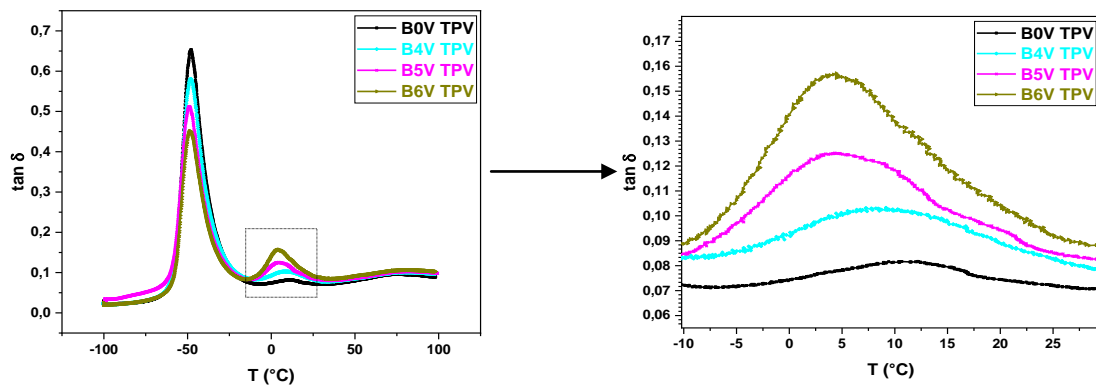 0,7
0,6
0,5
0,4
0,3
0,2
0,1
0,0
tan δ
-100
-50
0
50
100
T (°C)
B0V TPV
B4V TPV
B5V TPV
B6V TPV
0,17
0,16
0,15
0,14
0,13
0,12
0,11
0,10
0,09
0,08
0,07
0,06
tan δ
-10
-5
0
5
10
15
20
25
T (°C)
B0V TPV
B4V TPV
B5V TPV
B6V TPV